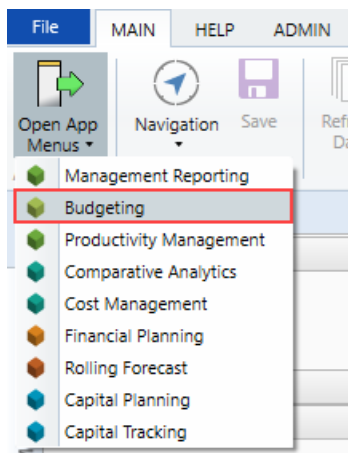 File MAIN HELP ADMIN
Open App Menus Navigation Save
Management Reporting
Budgeting
Productivity Management
Comparative Analytics
Cost Management
Financial Planning
Rolling Forecast
Capital Planning
Capital Tracking